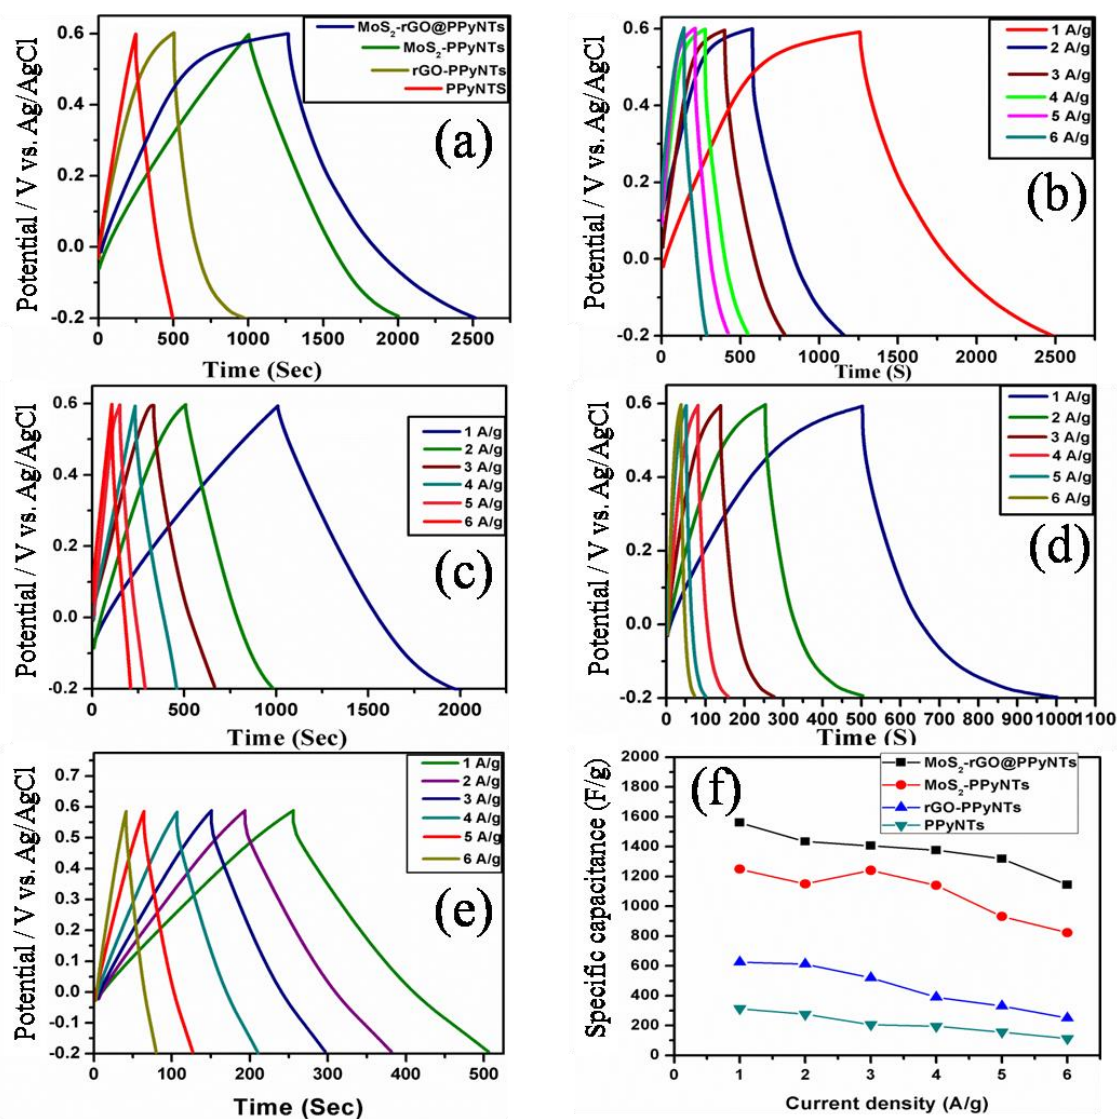 Potential / V vs. Ag/AgCl
0.6
0.4
0.2
0.0
-0.2
MoS2-rGO@PPyNTs
MoS2-PPyNTs
rGO-PPyNTs
PPyNTS
(a)
0 500 1000 1500 2000 2500
Time (Sec)
Potential / V vs. Ag/AgCl
0.6
0.4
0.2
0.0
-0.2
1 A/g
2 A/g
3 A/g
4 A/g
5 A/g
6 A/g
(b)
0 500 1000 1500 2000 2500
Time (S)
Potential / V vs. Ag/AgCl
0.6
0.4
0.2
0.0
-0.2
1 A/g
2 A/g
3 A/g
4 A/g
5 A/g
6 A/g
(c)
0 500 1000 1500 2000
Time (Sec)
Potential / V vs. Ag/AgCl
0.6
0.4
0.2
0.0
-0.2
1 A/g
2 A/g
3 A/g
4 A/g
5 A/g
6 A/g
(d)
0 100 200 300 400 500 600 700 800 900 1000 1100
Time (S)
Potential / V vs. Ag/AgCl
0.7
0.6
0.5
0.4
0.3
0.2
0.1
0.0
-0.1
-0.2
1 A/g
2 A/g
3 A/g
4 A/g
5 A/g
6 A/g
(e)
0 100 200 300 400 500
Time (Sec)
Specific capacitance (F/g)
2000
1800
1600
1400
1200
1000
800
600
400
200
0
MoS2-rGO@PPyNTs
MoS2-PPyNTs
rGO-PPyNTs
PPyNTs
(f)
0 1 2 3 4 5 6
Current density (A/g)